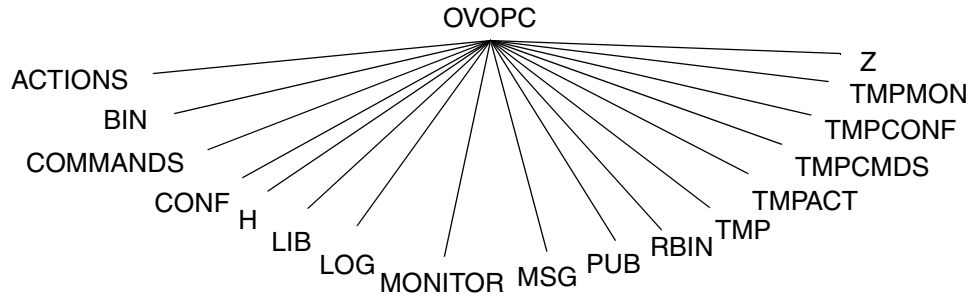 OVOPC
ACTIONS
BIN
COMMANDS
CONF
H
LIB
LOG
MONITOR
MSG
PUB
RBIN
TMP
TMPACT
TMPCMDS
TMPCONF
TMPMON
Z